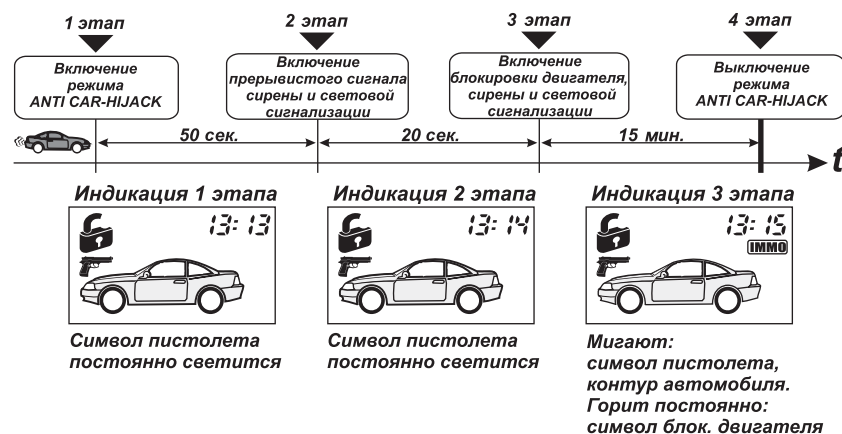 1 этап
2 этап
3 этап
4 этап
Включение
режима
ANTI CAR-HIJACK
Включение
прерывистого сигнала
сирены и световой
сигнализации
Включение
блокировки двигателя,
сирены и световой
сигнализации
Выключение
режима
ANTI CAR-HIJACK
50 сек.
20 сек.
15 мин.
t
Индикация 1 этапа
Индикация 2 этапа
Индикация 3 этапа
13:13
13:14
13:15
IMMO
Символ пистолета
постоянно светится
Символ пистолета
постоянно светится
Мигают:
символ пистолета,
контур автомобиля.
Горит постоянно:
символ блок. двигателя